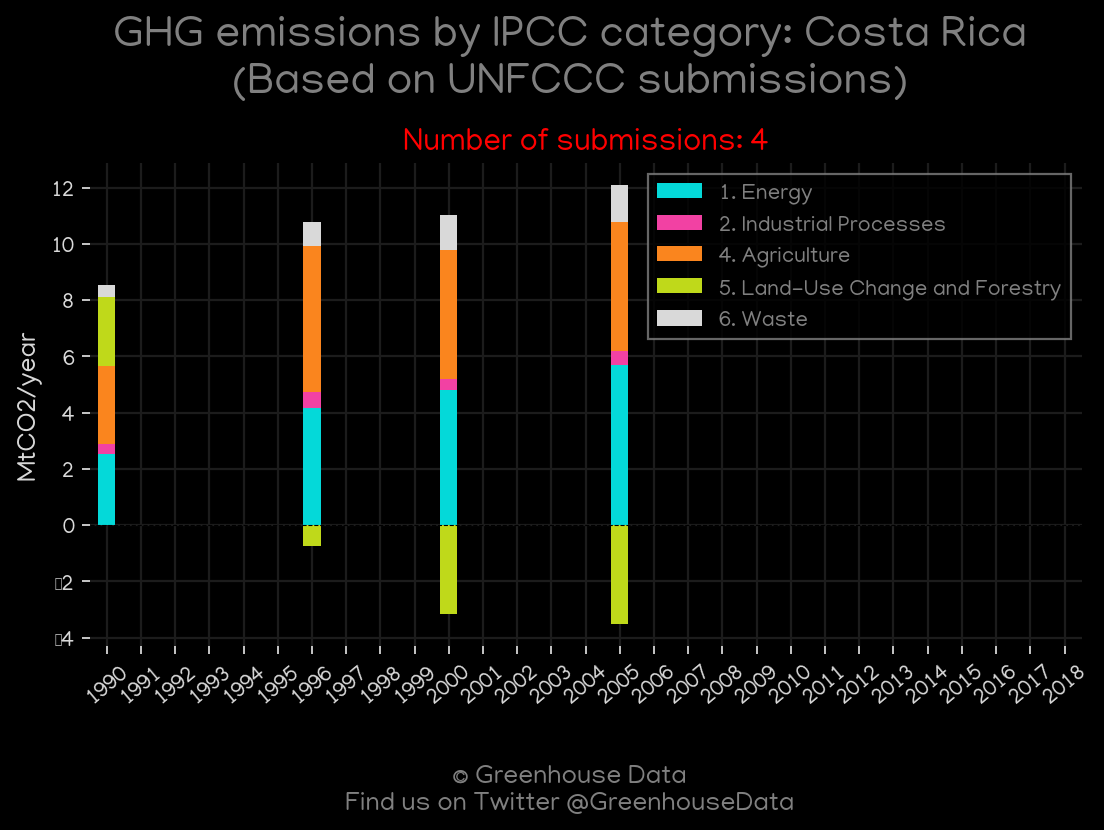 GHG emissions by IPCC category: Costa Rica
(Based on UNFCCC submissions)
Number of submissions: 4
1. Energy
2. Industrial Processes
4. Agriculture
5. Land-Use Change and Forestry
6. Waste
MtCO2/year
12
10
8
6
4
2
0
▯2
▯4
1990 1991 1992 1993 1994 1995 1996 1997 1998 1999 2000 2001 2002 2003 2004 2005 2006 2007 2008 2009 2010 2011 2012 2013 2014 2015 2016 2017 2018
© Greenhouse Data
Find us on Twitter @GreenhouseData